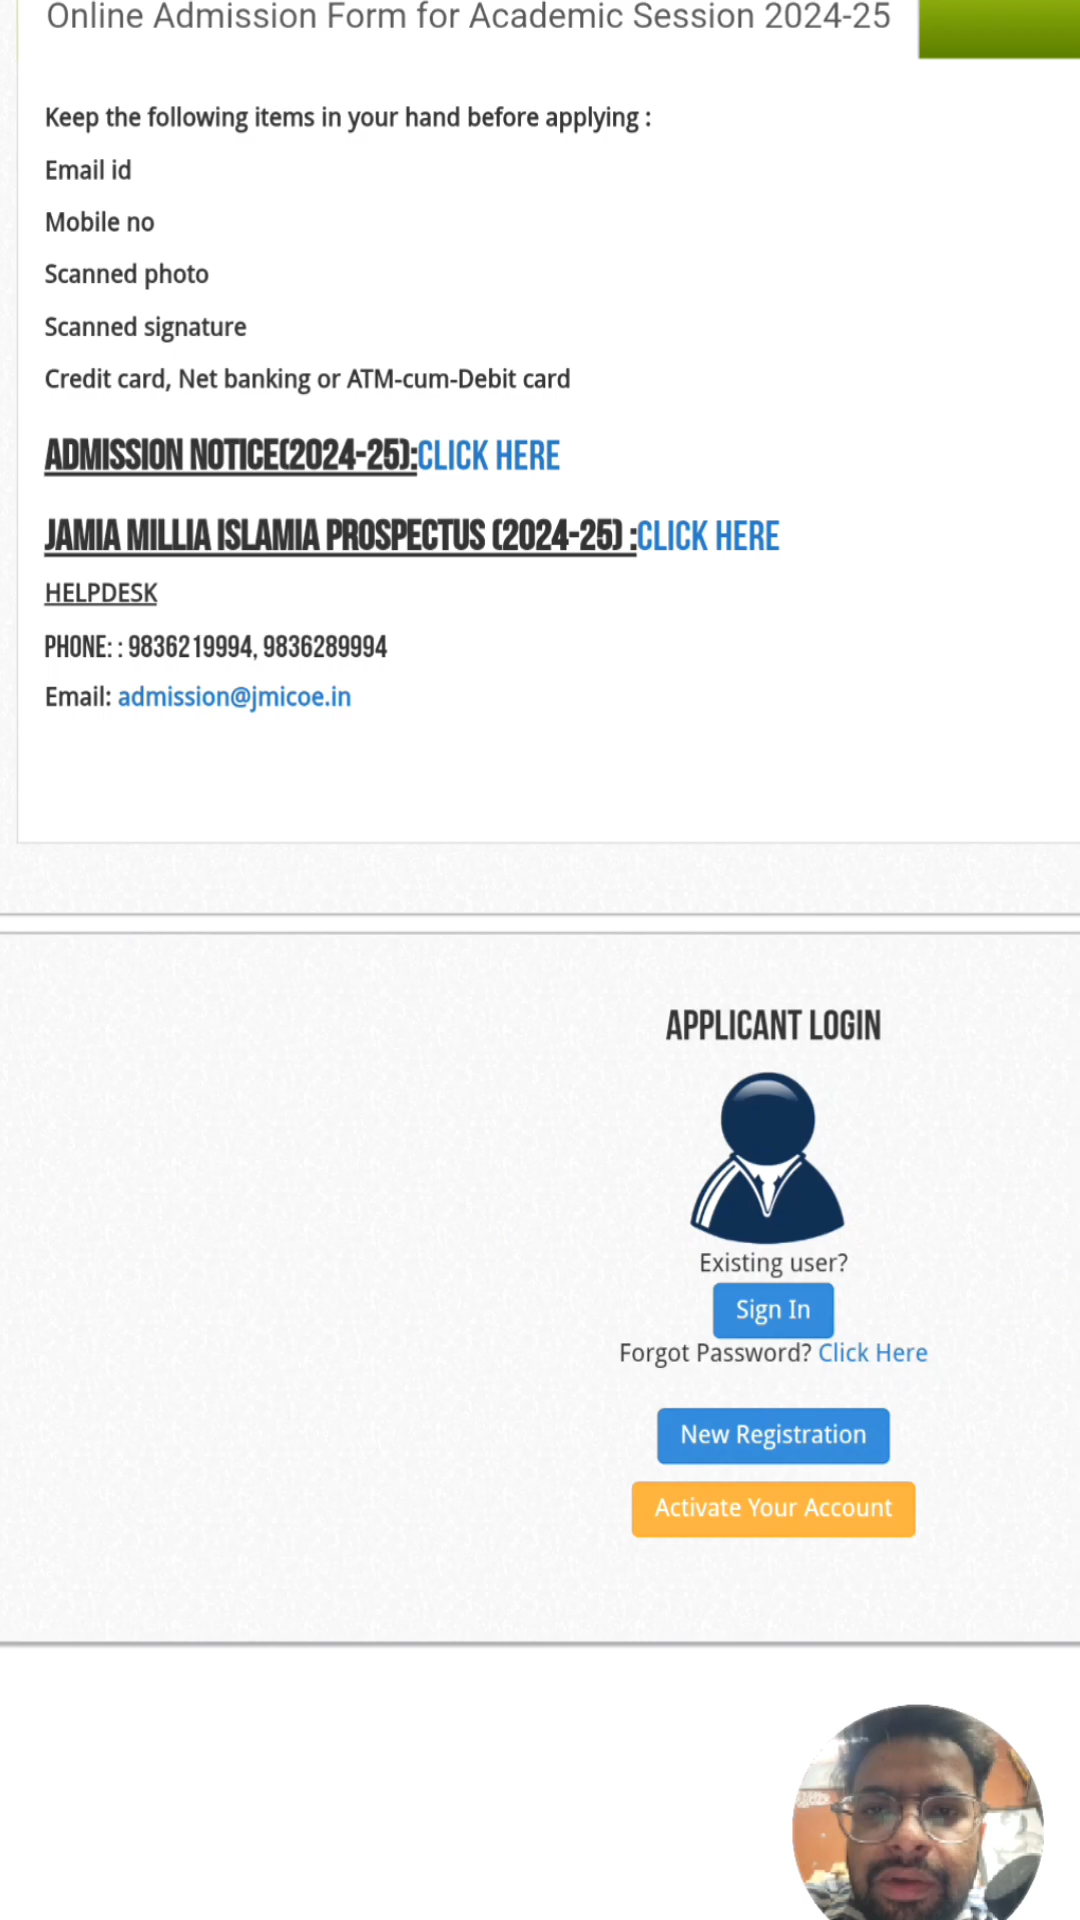 Online Admission Form for Academic Session 2024-25
Keep the following items in your hand before applying :
Email id
Mobile no
Scanned photo
Scanned signature
Credit card, Net banking or ATM-cum-Debit card
ADMISSION NOTICE(2024-25):CLICK HERE
JAMIA MILLIA ISLAMIA PROSPECTUS (2024-25) :CLICK HERE
HELPDESK
PHONE: : 9836219994, 9836289994
Email: admission@jmicoe.in
APPLICANT LOGIN
Existing user?
Sign In
Forgot Password? Click Here
New Registration
Activate Your Account